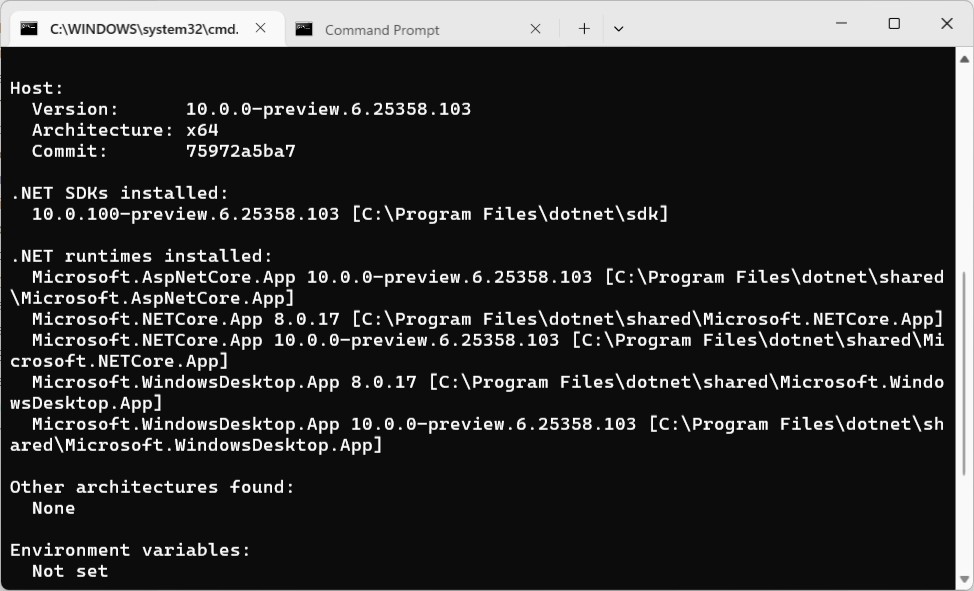 C:\WINDOWS\system32\cmd.
Command Prompt
Host:
  Version:      10.0.0-preview.6.25358.103
  Architecture: x64
  Commit:       75972a5ba7
.NET SDKs installed:
  10.0.100-preview.6.25358.103 [C:\Program Files\dotnet\sdk]
.NET runtimes installed:
  Microsoft.AspNetCore.App 10.0.0-preview.6.25358.103 [C:\Program Files\dotnet\shared
\Microsoft.AspNetCore.App]
  Microsoft.NETCore.App 8.0.17 [C:\Program Files\dotnet\shared\Microsoft.NETCore.App]
  Microsoft.NETCore.App 10.0.0-preview.6.25358.103 [C:\Program Files\dotnet\shared\Mi
crosoft.NETCore.App]
  Microsoft.WindowsDesktop.App 8.0.17 [C:\Program Files\dotnet\shared\Microsoft.Windo
wsDesktop.App]
  Microsoft.WindowsDesktop.App 10.0.0-preview.6.25358.103 [C:\Program Files\dotnet\sh
ared\Microsoft.WindowsDesktop.App]
Other architectures found:
  None
Environment variables:
  Not set